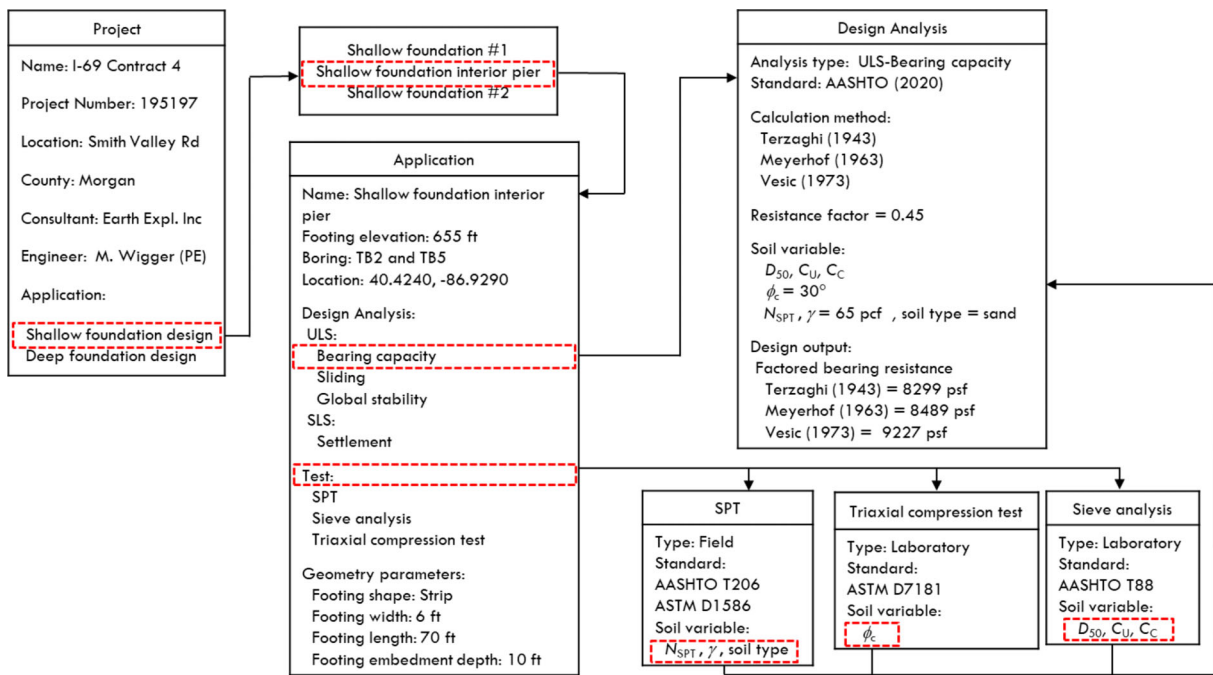 Project
Name: I-69 Contract 4
Project Number: 195197
Location: Smith Valley Rd
County: Morgan
Consultant: Earth Expl. Inc
Engineer: M. Wigger (PE)
Application:
Shallow foundation design
Deep foundation design
Shallow foundation #1
Shallow foundation interior pier
Shallow foundation #2
Application
Name: Shallow foundation interior
pier
Footing elevation: 655 ft
Boring: TB2 and TB5
Location: 40.4240, -86.9290
Design Analysis:
ULS:
Bearing capacity
Sliding
Global stability
SLS:
Settlement
Test:
SPT
Sieve analysis
Triaxial compression test
Geometry parameters:
Footing shape: Strip
Footing width: 6 ft
Footing length: 70 ft
Footing embedment depth: 10 ft
Design Analysis
Analysis type: ULS-Bearing capacity
Standard: AASHTO (2020)
Calculation method:
Terzaghi (1943)
Meyerhof (1963)
Vesic (1973)
Resistance factor = 0.45
Soil variable:
D50, CU, CC
ϕc = 30°
NSPT, γ = 65 pcf , soil type = sand
Design output:
Factored bearing resistance
Terzaghi (1943) = 8299 psf
Meyerhof (1963) = 8489 psf
Vesic (1973) = 9227 psf
SPT
Type: Field
Standard:
AASHTO T206
ASTM D1586
Soil variable:
NSPT, γ, soil type
Triaxial compression test
Type: Laboratory
Standard:
ASTM D7181
Soil variable:
ϕc
Sieve analysis
Type: Laboratory
Standard:
AASHTO T88
Soil variable:
D50, CU, CC